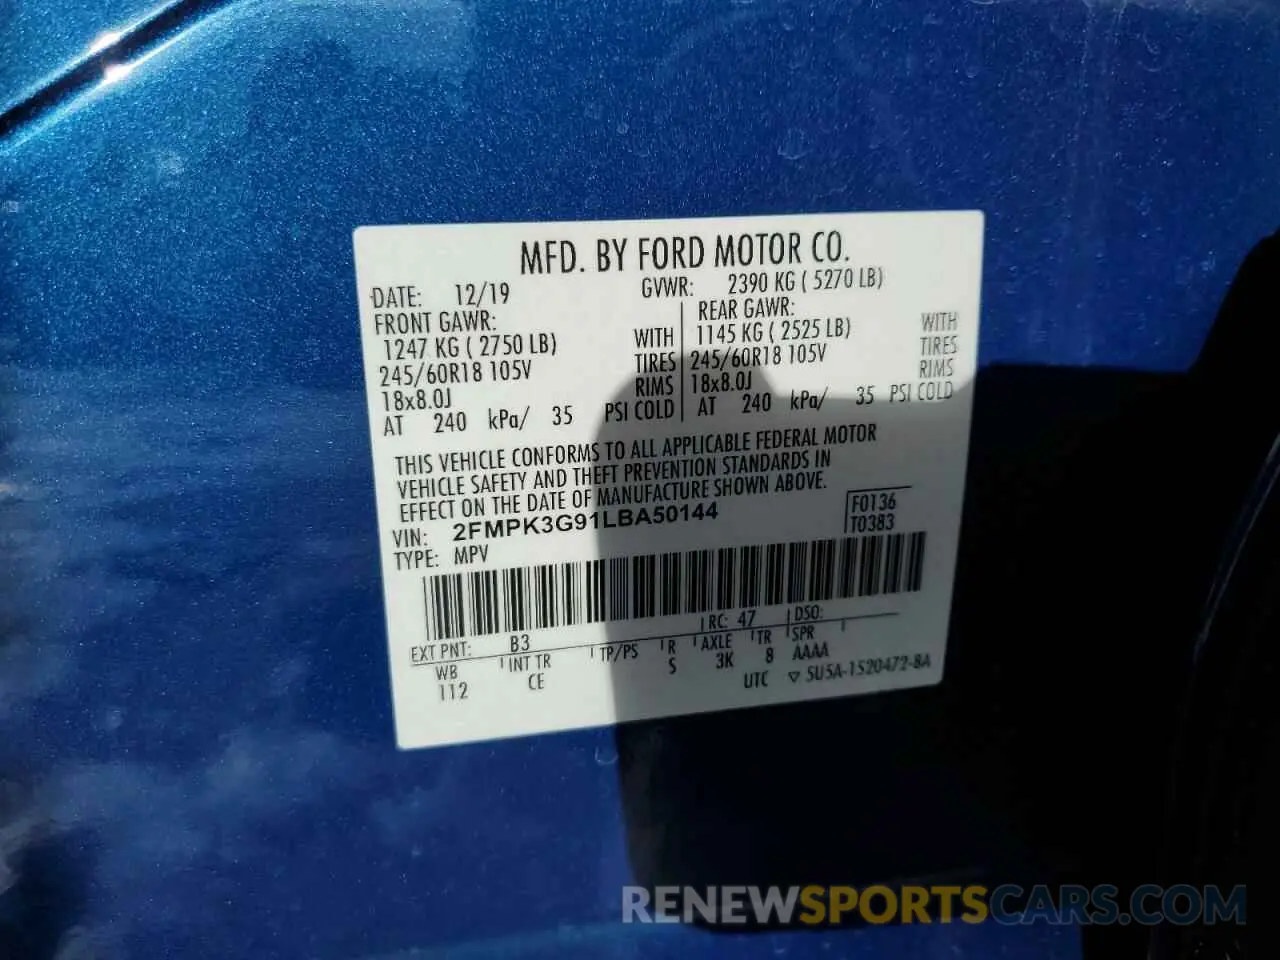 MFD. BY FORD MOTOR CO.
DATE: 12/19 GVWR: 2390 KG ( 5270 LB)
FRONT GAWR: REAR GAWR:
1247 KG ( 2750 LB) WITH 1145 KG ( 2525 LB) WITH
245/60R18 105V TIRES 245/60R18 105V TIRES
18x8.0J RIMS 18x8.0J RIMS
AT 240 kPa/ 35 PSI COLD AT 240 kPa/ 35 PSI COLD
THIS VEHICLE CONFORMS TO ALL APPLICABLE FEDERAL MOTOR
VEHICLE SAFETY AND THEFT PREVENTION STANDARDS IN
EFFECT ON THE DATE OF MANUFACTURE SHOWN ABOVE.
VIN: 2FMPK3G91LBA50144 F0136
TYPE: MPV T0383
EXT PNT: B3 RC: 47 DSO:
WB INT TR TP/PS R AXLE TR SPR
112 CE S 3K 8 AAAA
UTC ▽ 5U5A-1520472-BA
RENEWSPORTSCARS.COM